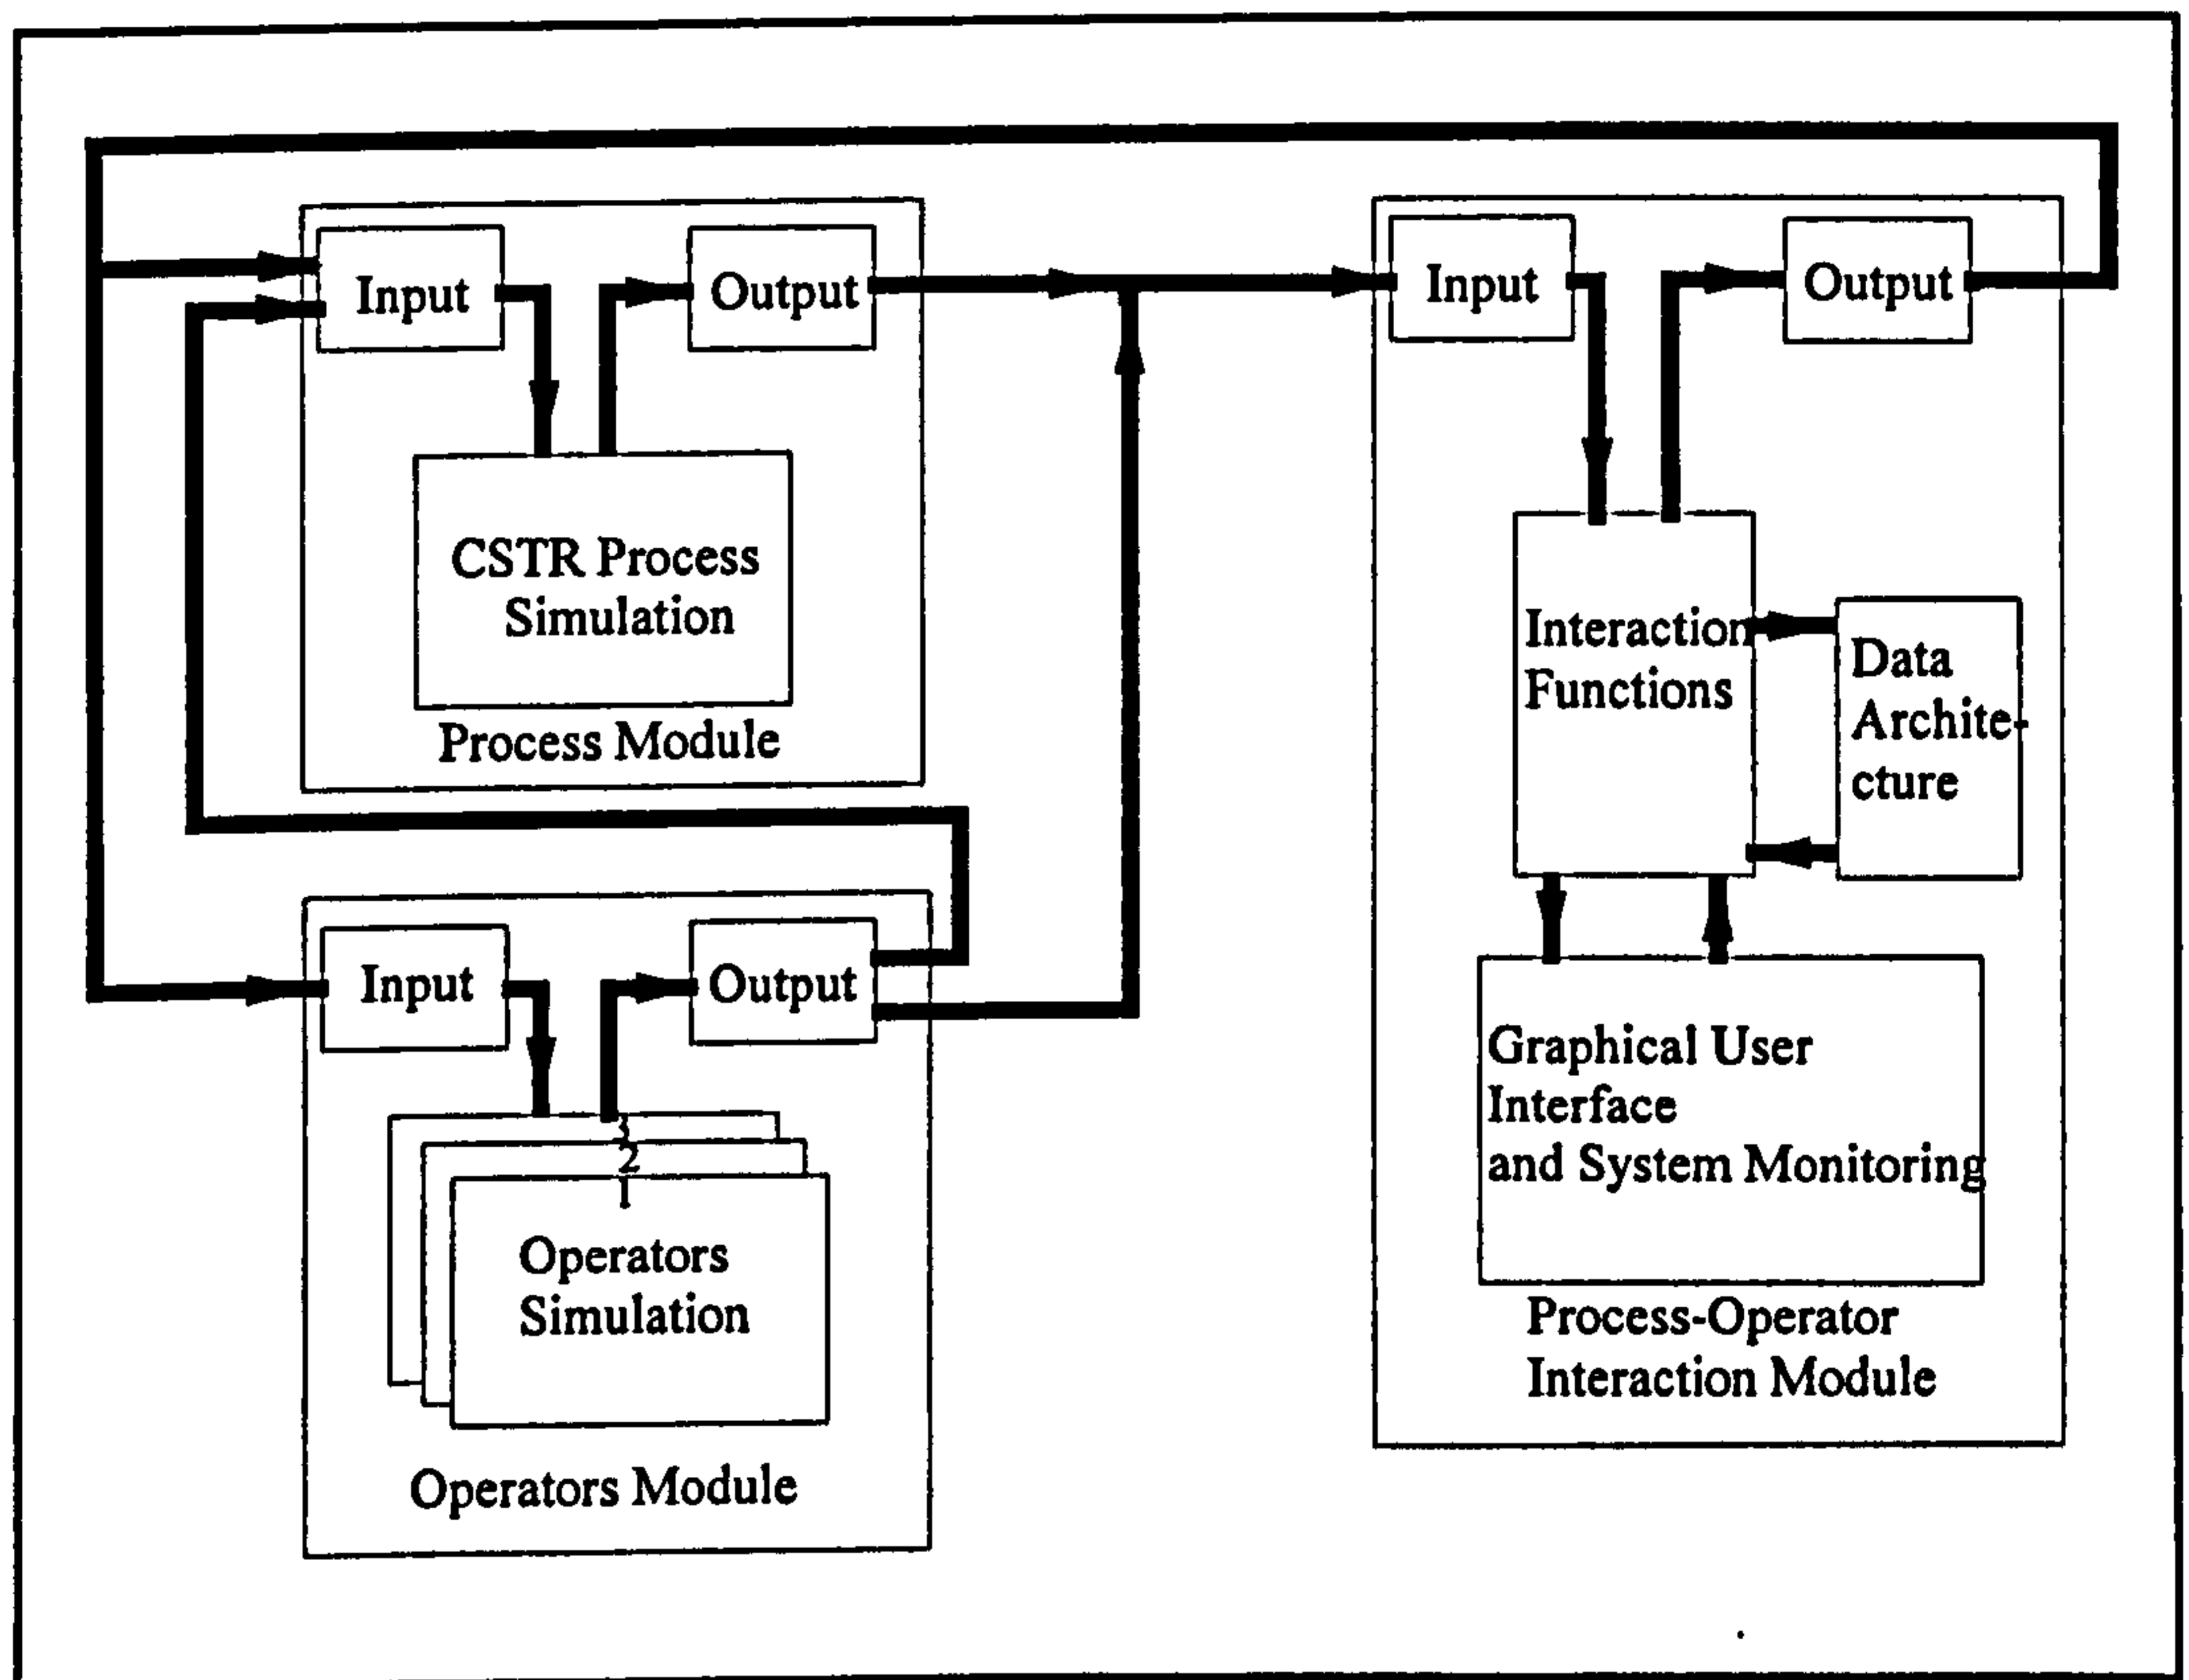 Input
Output
CSTR Process
Simulation
Process Module
Input
Output
2
1
Operators
Simulation
Operators Module
Input
Output
Interaction
Functions
Data
Archite-
cture
Graphical User
Interface
and System Monitoring
Process-Operator
Interaction Module